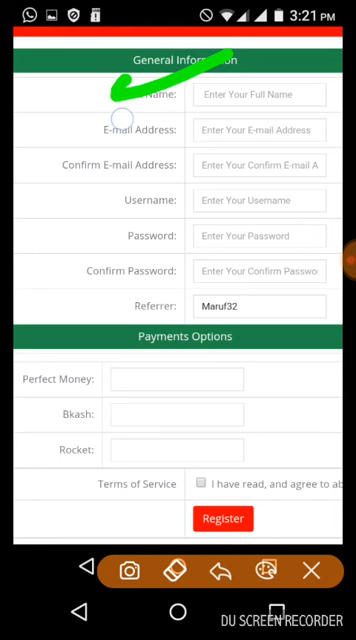 3:21 PM
General Information
Name:
Enter Your Full Name
E-mail Address:
Enter Your E-mail Address
Confirm E-mail Address:
Enter Your Confirm E-mail A
Username:
Enter Your Username
Password:
Enter Your Password
Confirm Password:
Enter Your Confirm Passwo
Referrer:
Maruf32
Payments Options
Perfect Money:
Bkash:
Rocket:
Terms of Service
I have read, and agree to ab
Register
DU SCREEN RECORDER